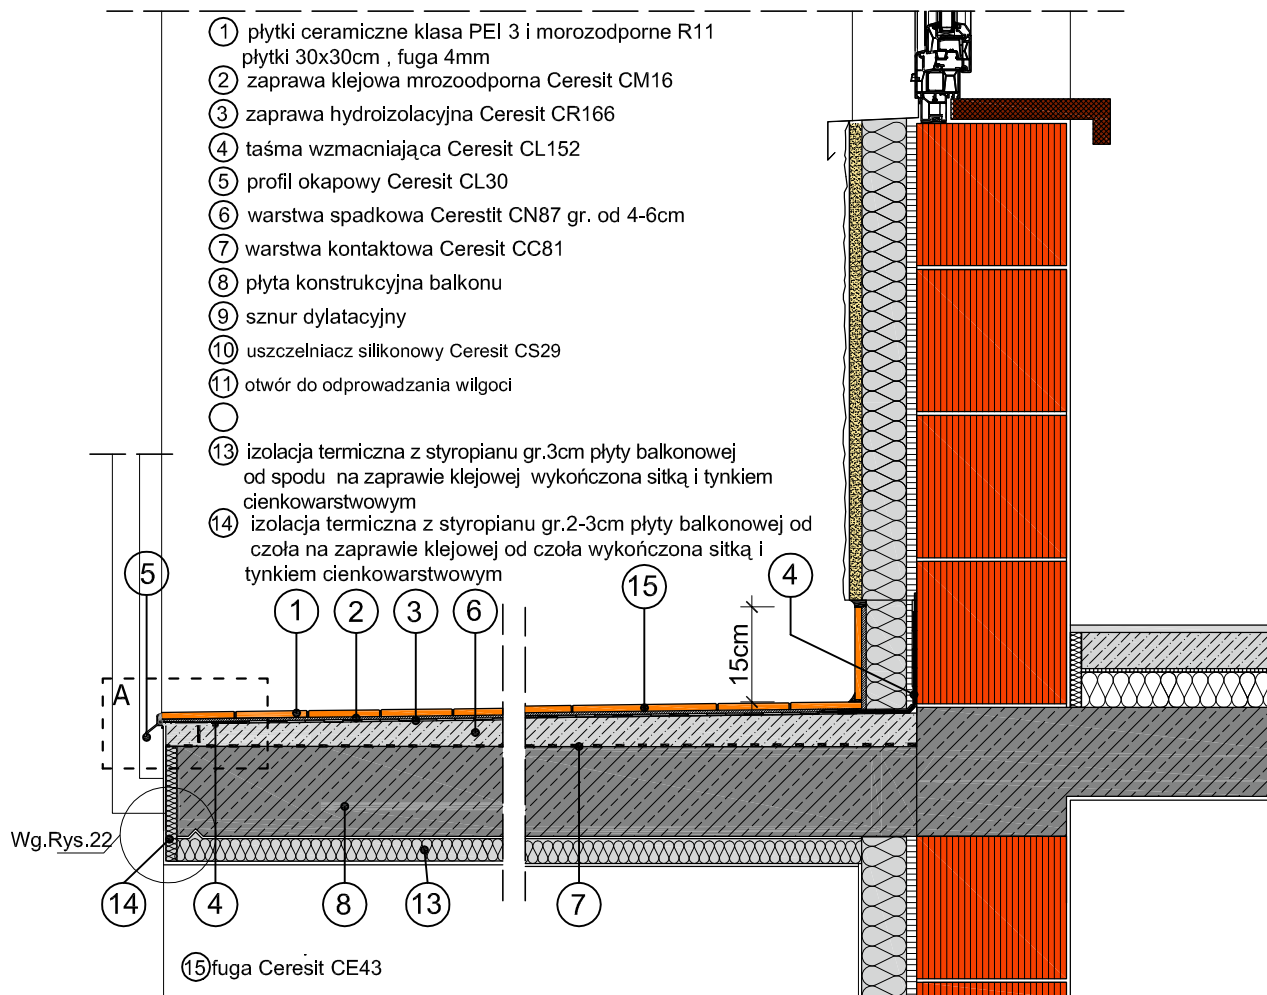 1 płytki ceramiczne klasa PEI 3 i morozodporne R11
płytki 30x30cm , fuga 4mm
2 zaprawa klejowa mrozoodporna Ceresit CM16
3 zaprawa hydroizolacyjna Ceresit CR166
4 taśma wzmacniająca Ceresit CL152
5 profil okapowy Ceresit CL30
6 warstwa spadkowa Cerestit CN87 gr. od 4-6cm
7 warstwa kontaktowa Ceresit CC81
8 płyta konstrukcyjna balkonu
9 sznur dylatacyjny
10 uszczelniacz silikonowy Ceresit CS29
11 otwór do odprowadzania wilgoci
13 izolacja termiczna z styropianu gr.3cm płyty balkonowej
od spodu na zaprawie klejowej wykończona sitką i tynkiem
cienkowarstwowym
14 izolacja termiczna z styropianu gr.2-3cm płyty balkonowej od
czoła na zaprawie klejowej od czoła wykończona sitką i
tynkiem cienkowarstwowym
5
1
2
3
6
15
4
15cm
A
Wg.Rys.22
14
4
8
13
7
15 fuga Ceresit CE43